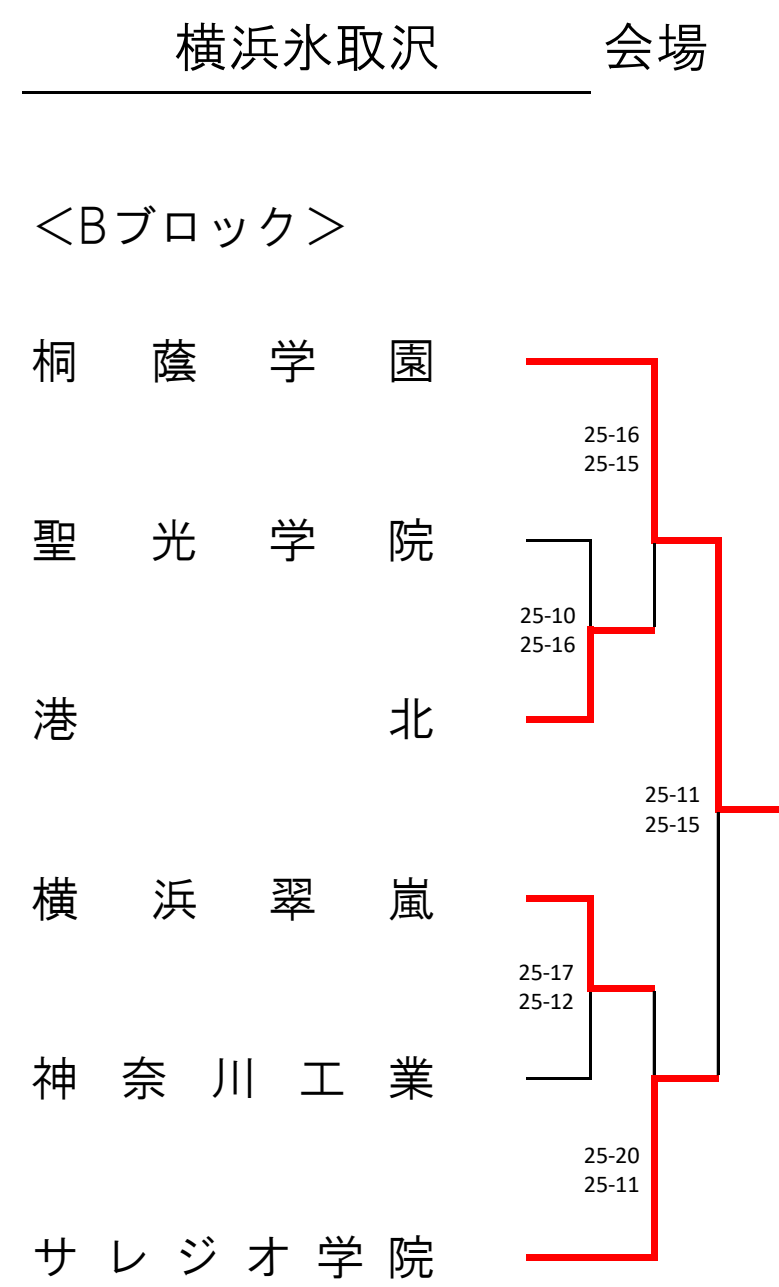 横浜氷取沢 会場
＜Bブロック＞
桐蔭学園
25-16
25-15
聖光学院
25-10
25-16
港北
25-11
25-15
横浜翠嵐
25-17
25-12
神奈川工業
25-20
25-11
サレジオ学院